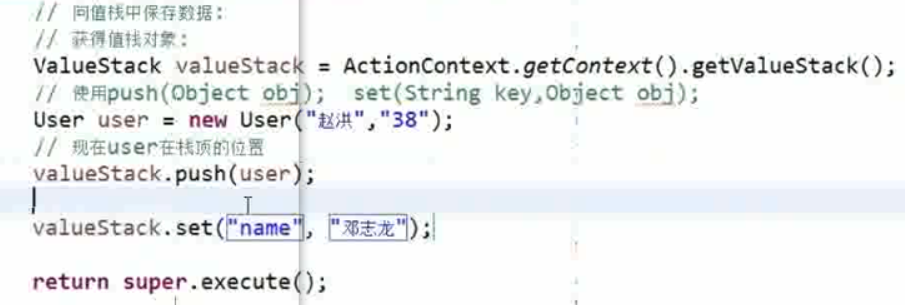 // 向值栈中保存数据:
// 获得值栈对象:
ValueStack valueStack = ActionContext.getContext().getValueStack();
// 使用push(Object obj);  set(String key,Object obj);
User user = new User("赵洪","38");
// 现在user在栈顶的位置
valueStack.push(user);
valueStack.set("name", "邓志龙");
return super.execute();